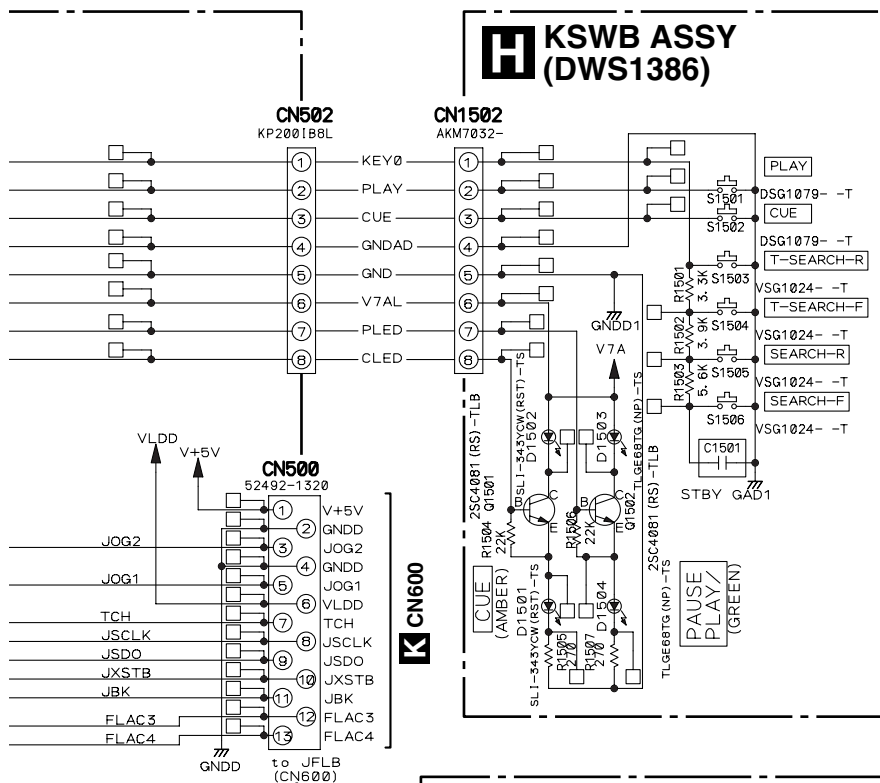 H KSWB ASSY
(DWS1386)
CN502
KP200IB8L
CN1502
AKM7032-
1 KEY0 1
2 PLAY 2
3 CUE 3
4 GNDAD 4
5 GND 5
6 V7AL 6
7 PLED 7
8 CLED 8
PLAY
S1501
DSG1079- -T
CUE
S1502
DSG1079- -T
T-SEARCH-R
S1503
R1501
3.3K
VSG1024- -T
T-SEARCH-F
S1504
R1502
3.9K
VSG1024- -T
SEARCH-R
S1505
R1503
5.6K
VSG1024- -T
SEARCH-F
S1506
VSG1024- -T
C1501
STBY
GAD1
GNDD1
V7A
SLI-343YCW(RST)-TS
D1502
D1503
TLGE68TG(NP)-TS
2SC4081(RS)-TLB
Q1501
B C E
B C E
Q1502
2SC4081(RS)-TLB
R1504
22K
R1506
22K
CUE
(AMBER)
D1501
SLI-343YCW(RST)-TS
D1504
TLGE68TG(NP)-TS
R1505
270
R1507
270
PAUSE
PLAY/
(GREEN)
VLDD
V+5V
CN500
52492-1320
1 V+5V
2 GNDD
JOG2 3 JOG2
4 GNDD
JOG1 5 JOG1
6 VLDD
TCH 7 TCH
JSCLK 8 JSCLK
JSDO 9 JSDO
JXSTB 10 JXSTB
JBK 11 JBK
FLAC3 12 FLAC3
FLAC4 13 FLAC4
K CN600
GNDD
to JFLB
(CN600)